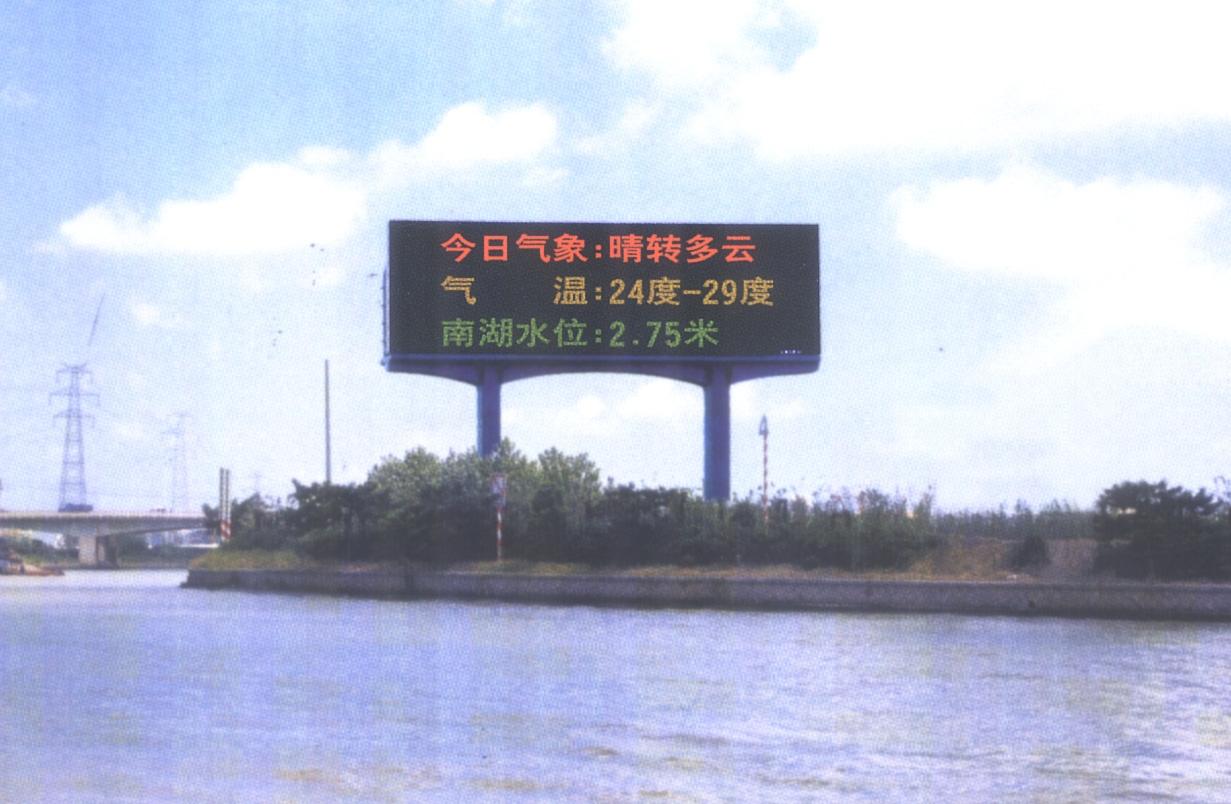 今日气象:晴转多云
气　　温:24度-29度
南湖水位:2.75米